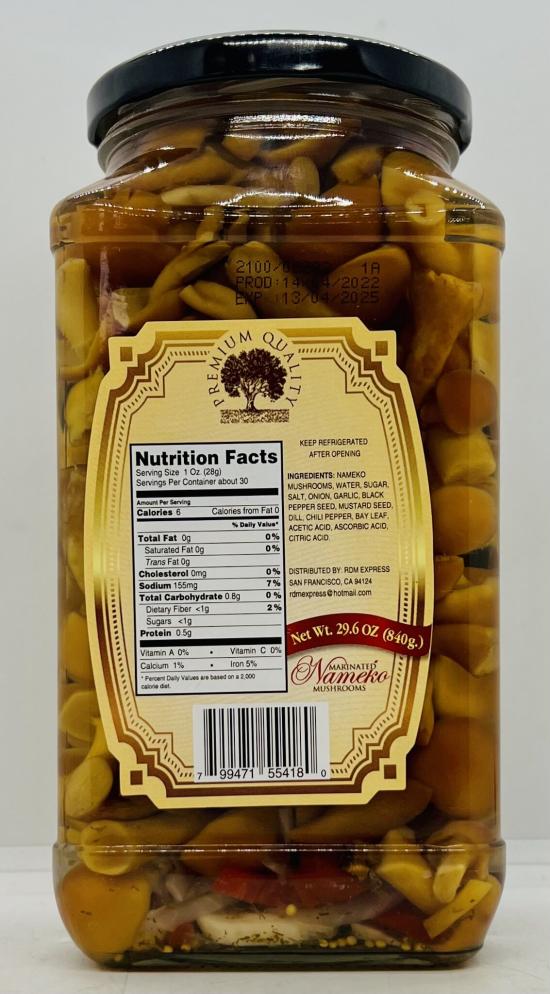 2100/ 1A
PROD:14/04/2022
EXP.:13/04/2025
PREMIUM QUALITY
Nutrition Facts
Serving Size 1 Oz. (28g)
Servings Per Container about 30
Amount Per Serving
Calories 6 Calories from Fat 0
% Daily Value*
Total Fat 0g 0%
Saturated Fat 0g 0%
Trans Fat 0g
Cholesterol 0mg 0%
Sodium 155mg 7%
Total Carbohydrate 0.8g 0%
Dietary Fiber <1g 2%
Sugars <1g
Protein 0.5g
Vitamin A 0% • Vitamin C 0%
Calcium 1% • Iron 5%
* Percent Daily Values are based on a 2,000
calorie diet.
KEEP REFRIGERATED
AFTER OPENING
INGREDIENTS: NAMEKO
MUSHROOMS, WATER, SUGAR,
SALT, ONION, GARLIC, BLACK
PEPPER SEED, MUSTARD SEED,
DILL, CHILI PEPPER, BAY LEAF,
ACETIC ACID, ASCORBIC ACID,
CITRIC ACID.
DISTRIBUTED BY: RDM EXPRESS
SAN FRANCISCO, CA 94124
rdmexpress@hotmail.com
Net Wt. 29.6 OZ (840g.)
MARINATED
Nameko
MUSHROOMS
7 99471 55418 0